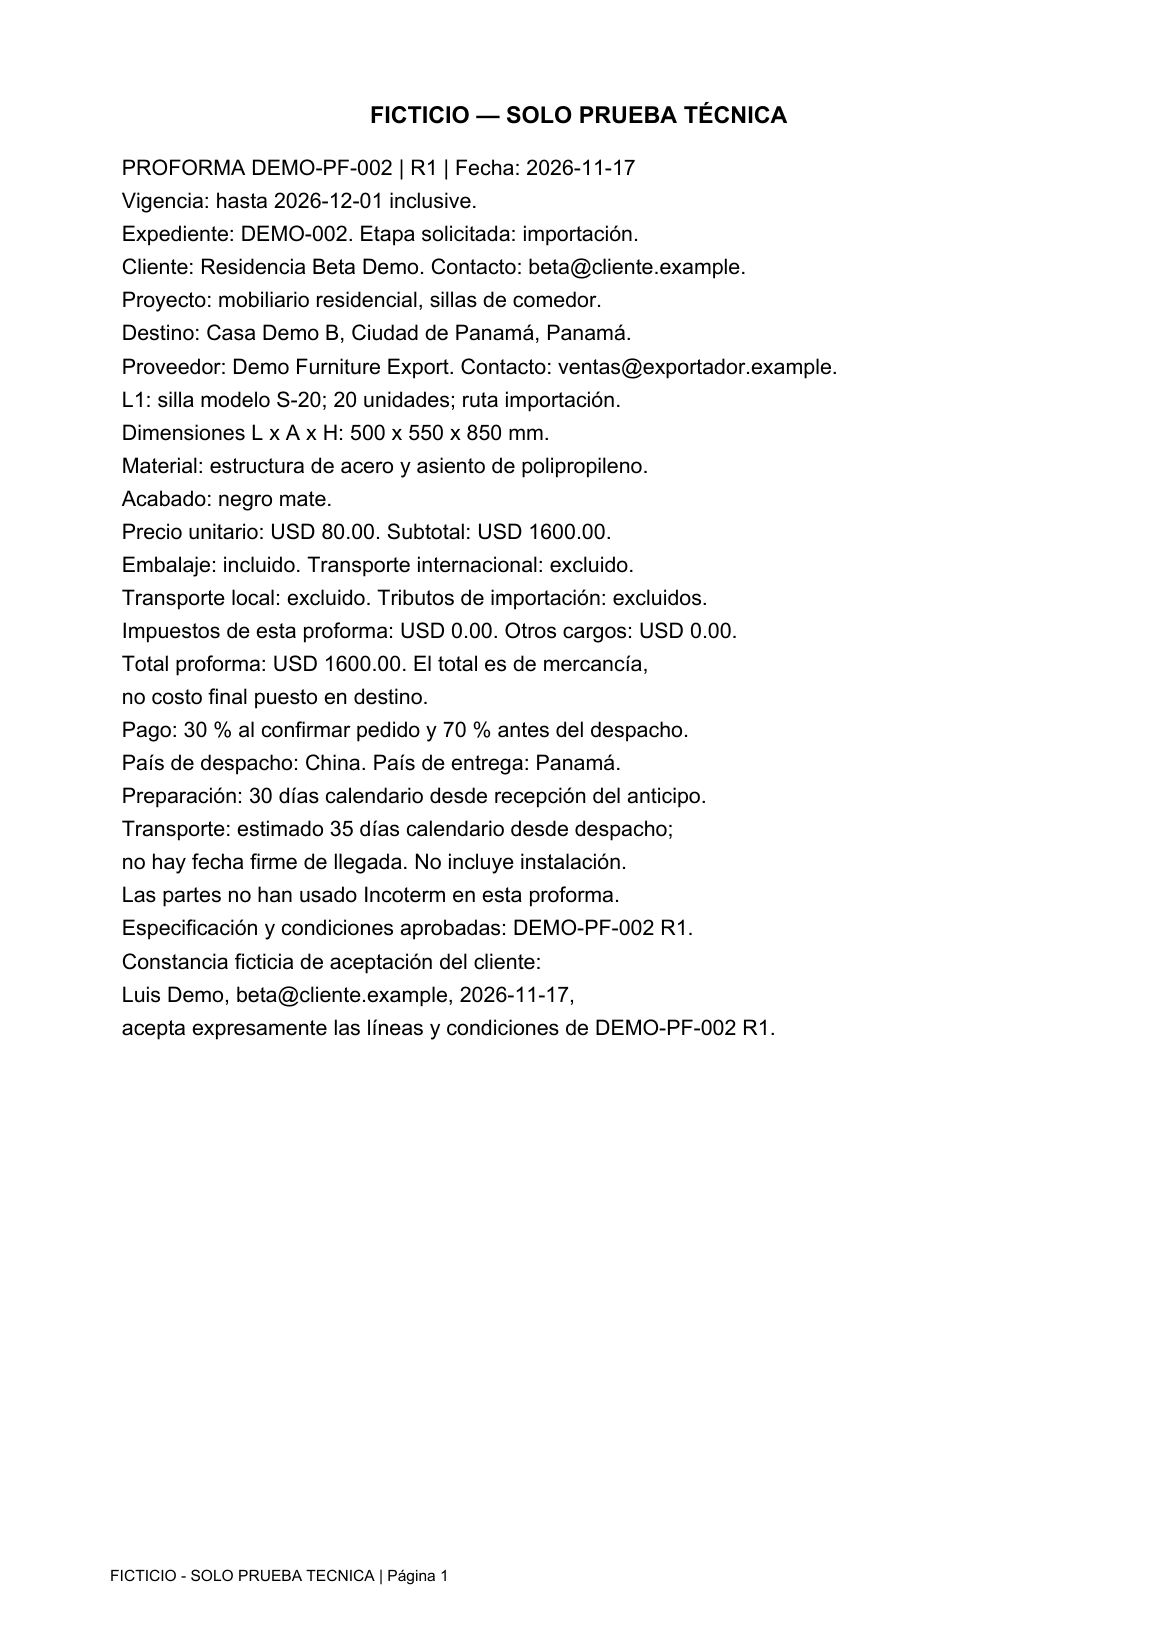 FICTICIO — SOLO PRUEBA TÉCNICA
PROFORMA DEMO-PF-002 | R1 | Fecha: 2026-11-17
Vigencia: hasta 2026-12-01 inclusive.
Expediente: DEMO-002. Etapa solicitada: importación.
Cliente: Residencia Beta Demo. Contacto: beta@cliente.example.
Proyecto: mobiliario residencial, sillas de comedor.
Destino: Casa Demo B, Ciudad de Panamá, Panamá.
Proveedor: Demo Furniture Export. Contacto: ventas@exportador.example.
L1: silla modelo S-20; 20 unidades; ruta importación.
Dimensiones L x A x H: 500 x 550 x 850 mm.
Material: estructura de acero y asiento de polipropileno.
Acabado: negro mate.
Precio unitario: USD 80.00. Subtotal: USD 1600.00.
Embalaje: incluido. Transporte internacional: excluido.
Transporte local: excluido. Tributos de importación: excluidos.
Impuestos de esta proforma: USD 0.00. Otros cargos: USD 0.00.
Total proforma: USD 1600.00. El total es de mercancía,
no costo final puesto en destino.
Pago: 30 % al confirmar pedido y 70 % antes del despacho.
País de despacho: China. País de entrega: Panamá.
Preparación: 30 días calendario desde recepción del anticipo.
Transporte: estimado 35 días calendario desde despacho;
no hay fecha firme de llegada. No incluye instalación.
Las partes no han usado Incoterm en esta proforma.
Especificación y condiciones aprobadas: DEMO-PF-002 R1.
Constancia ficticia de aceptación del cliente:
Luis Demo, beta@cliente.example, 2026-11-17,
acepta expresamente las líneas y condiciones de DEMO-PF-002 R1.
FICTICIO - SOLO PRUEBA TECNICA | Página 1